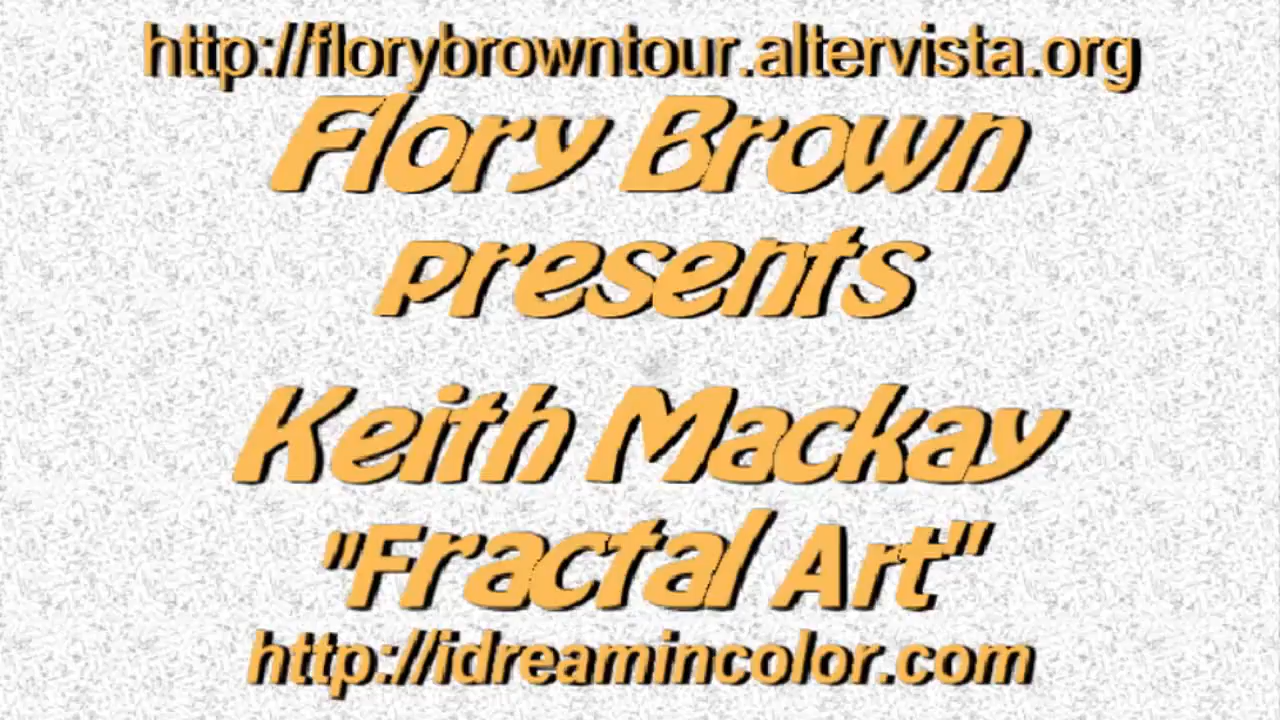 http://florybrowntour.altervista.org
Flory Brown
presents
Keith Mackay
"Fractal Art"
http://idreamincolor.com